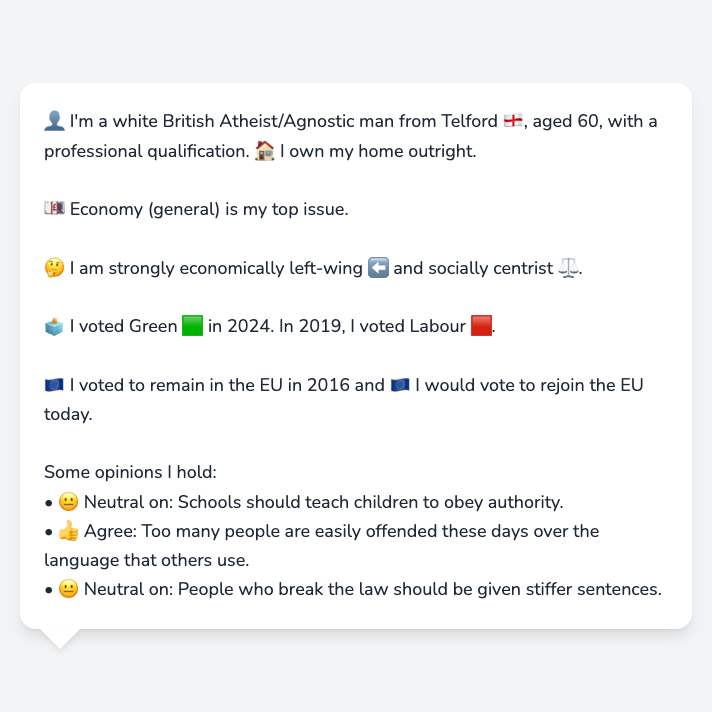 👤 I'm a white British Atheist/Agnostic man from Telford 🏴󠁧󠁢󠁥󠁮󠁧󠁿, aged 60, with a
professional qualification. 🏠 I own my home outright.
💷 Economy (general) is my top issue.
🤔 I am strongly economically left-wing ⬅️ and socially centrist ⚖️.
🗳️ I voted Green 🟩 in 2024. In 2019, I voted Labour 🟥.
🇪🇺 I voted to remain in the EU in 2016 and 🇪🇺 I would vote to rejoin the EU
today.
Some opinions I hold:
• 😐 Neutral on: Schools should teach children to obey authority.
• 👍 Agree: Too many people are easily offended these days over the
language that others use.
• 😐 Neutral on: People who break the law should be given stiffer sentences.